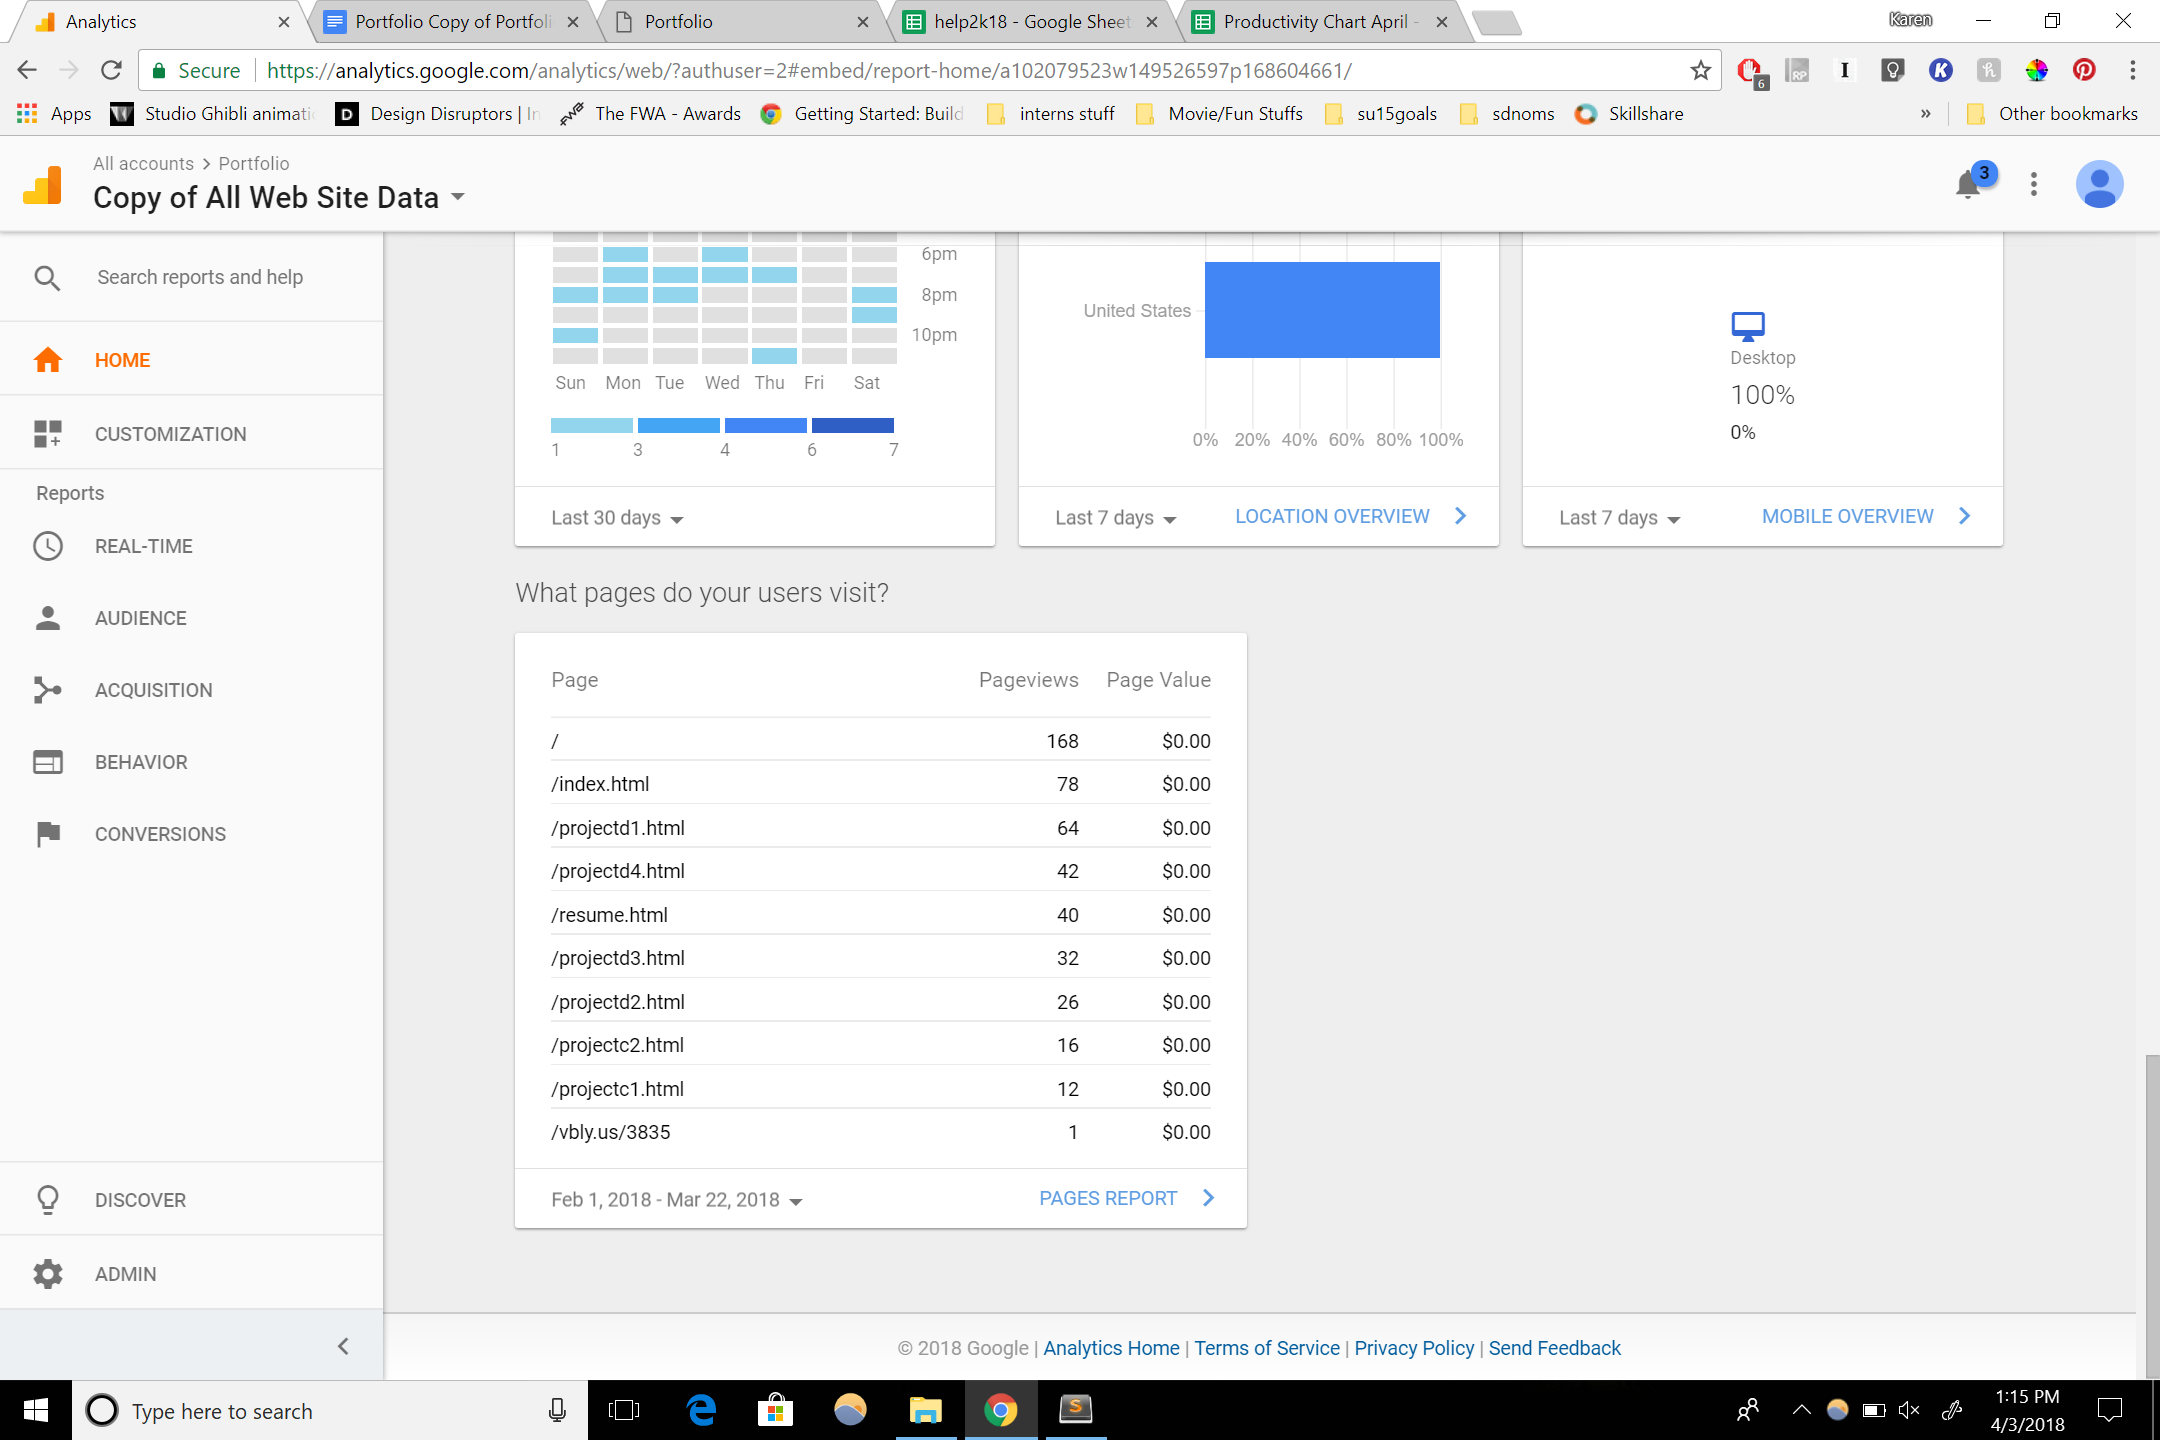 Analytics
Portfolio Copy of Portfoli
Portfolio
help2k18 - Google Sheet
Productivity Chart April -
Karen
Secure
https://analytics.google.com/analytics/web/?authuser=2#embed/report-home/a102079523w149526597p168604661/
6
RP
I
K
h
Apps
Studio Ghibli animati
D
Design Disruptors | In
The FWA - Awards
Getting Started: Build
interns stuff
Movie/Fun Stuffs
su15goals
sdnoms
Skillshare
»
Other bookmarks
All accounts > Portfolio
Copy of All Web Site Data
3
Search reports and help
HOME
CUSTOMIZATION
Reports
REAL-TIME
AUDIENCE
ACQUISITION
BEHAVIOR
CONVERSIONS
DISCOVER
ADMIN
6pm
8pm
10pm
Sun Mon Tue Wed Thu Fri Sat
1 3 4 6 7
Last 30 days
United States
0% 20% 40% 60% 80% 100%
Last 7 days
LOCATION OVERVIEW
Desktop
100%
0%
Last 7 days
MOBILE OVERVIEW
What pages do your users visit?
Page Pageviews Page Value
/ 168 $0.00
/index.html 78 $0.00
/projectd1.html 64 $0.00
/projectd4.html 42 $0.00
/resume.html 40 $0.00
/projectd3.html 32 $0.00
/projectd2.html 26 $0.00
/projectc2.html 16 $0.00
/projectc1.html 12 $0.00
/vbly.us/3835 1 $0.00
Feb 1, 2018 - Mar 22, 2018
PAGES REPORT
© 2018 Google | Analytics Home | Terms of Service | Privacy Policy | Send Feedback
Type here to search
S
1:15 PM
4/3/2018